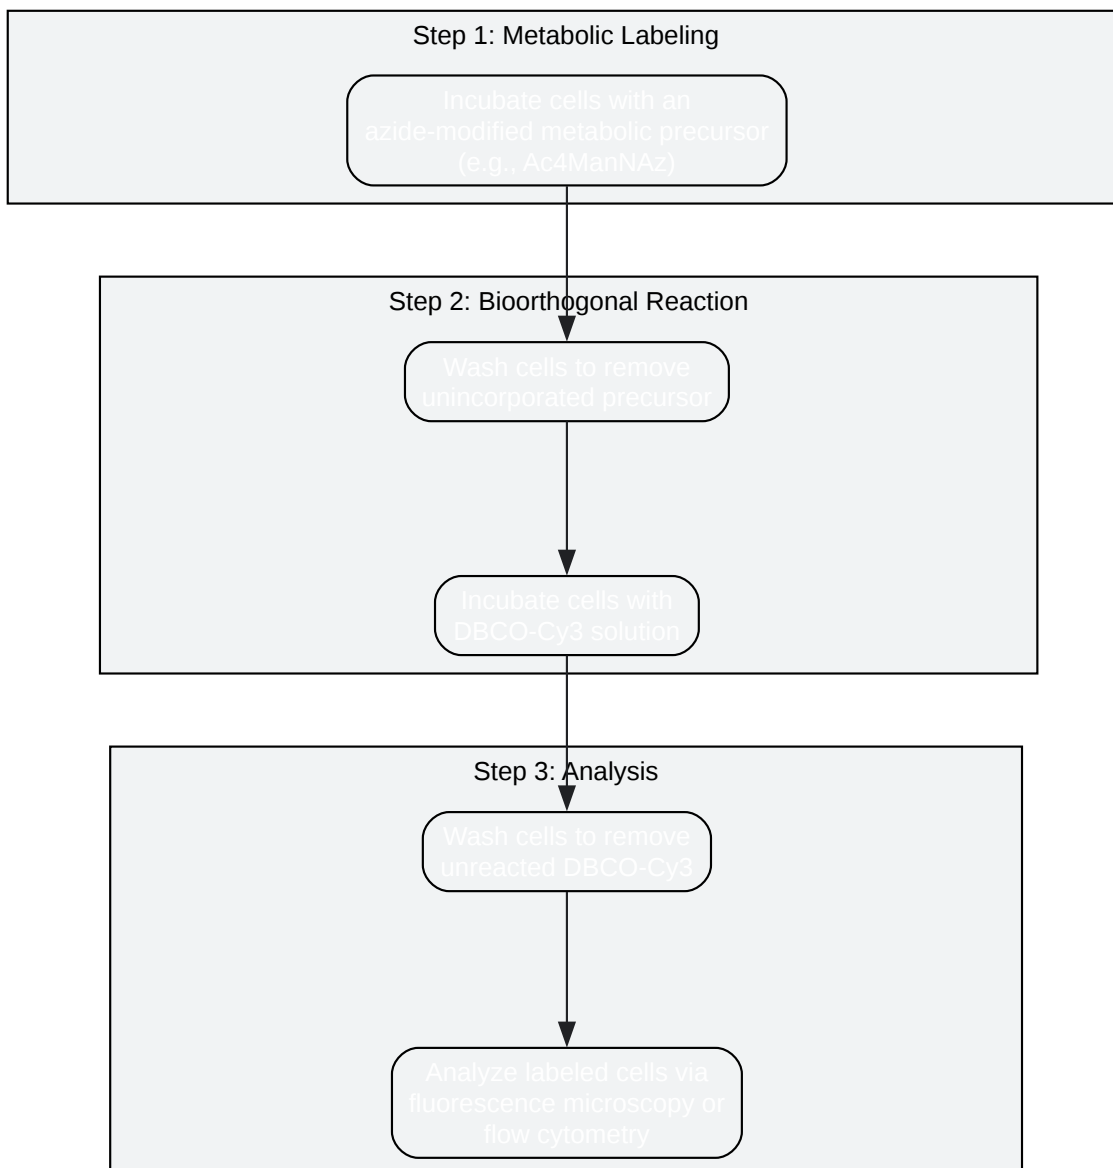 Step 1: Metabolic Labeling
Incubate cells with an
azide-modified metabolic precursor
(e.g., Ac4ManNAz)
Step 2: Bioorthogonal Reaction
Wash cells to remove
unincorporated precursor
Incubate cells with
DBCO-Cy3 solution
Step 3: Analysis
Wash cells to remove
unreacted DBCO-Cy3
Analyze labeled cells via
fluorescence microscopy or
flow cytometry